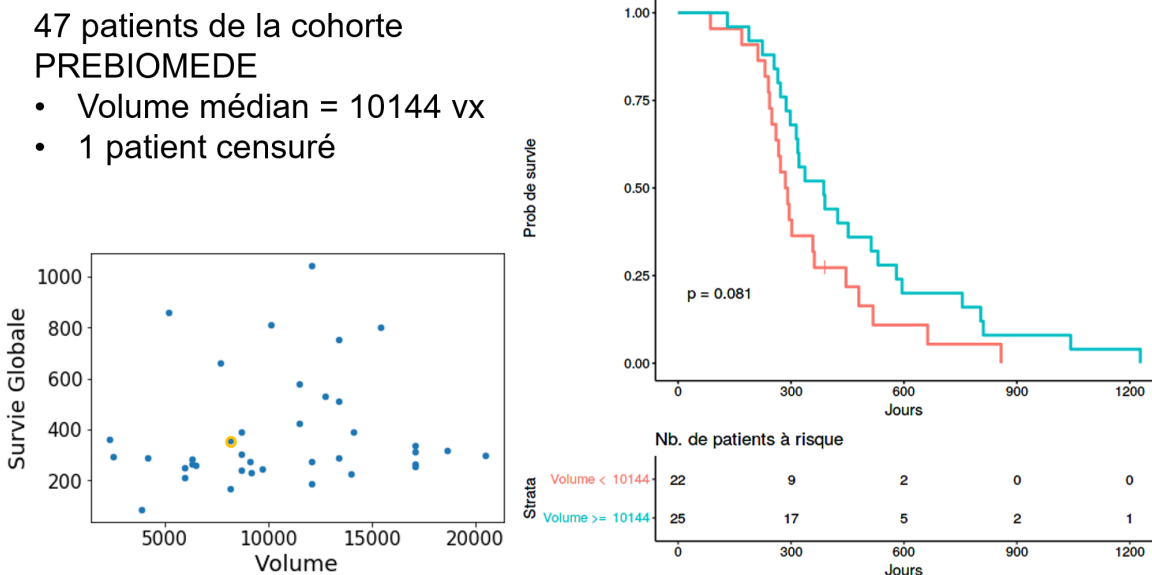 47 patients de la cohorte
PREBIOMEDE
• Volume médian = 10144 vx
• 1 patient censuré
Survie Globale
1000
800
600
400
200
5000 10000 15000 20000
Volume
Prob de survie
1.00
0.75
0.50
0.25
0.00
p = 0.081
0 300 600 900 1200
Jours
Nb. de patients à risque
Strata
Volume < 10144 22 9 2 0 0
Volume >= 10144 25 17 5 2 1
0 300 600 900 1200
Jours